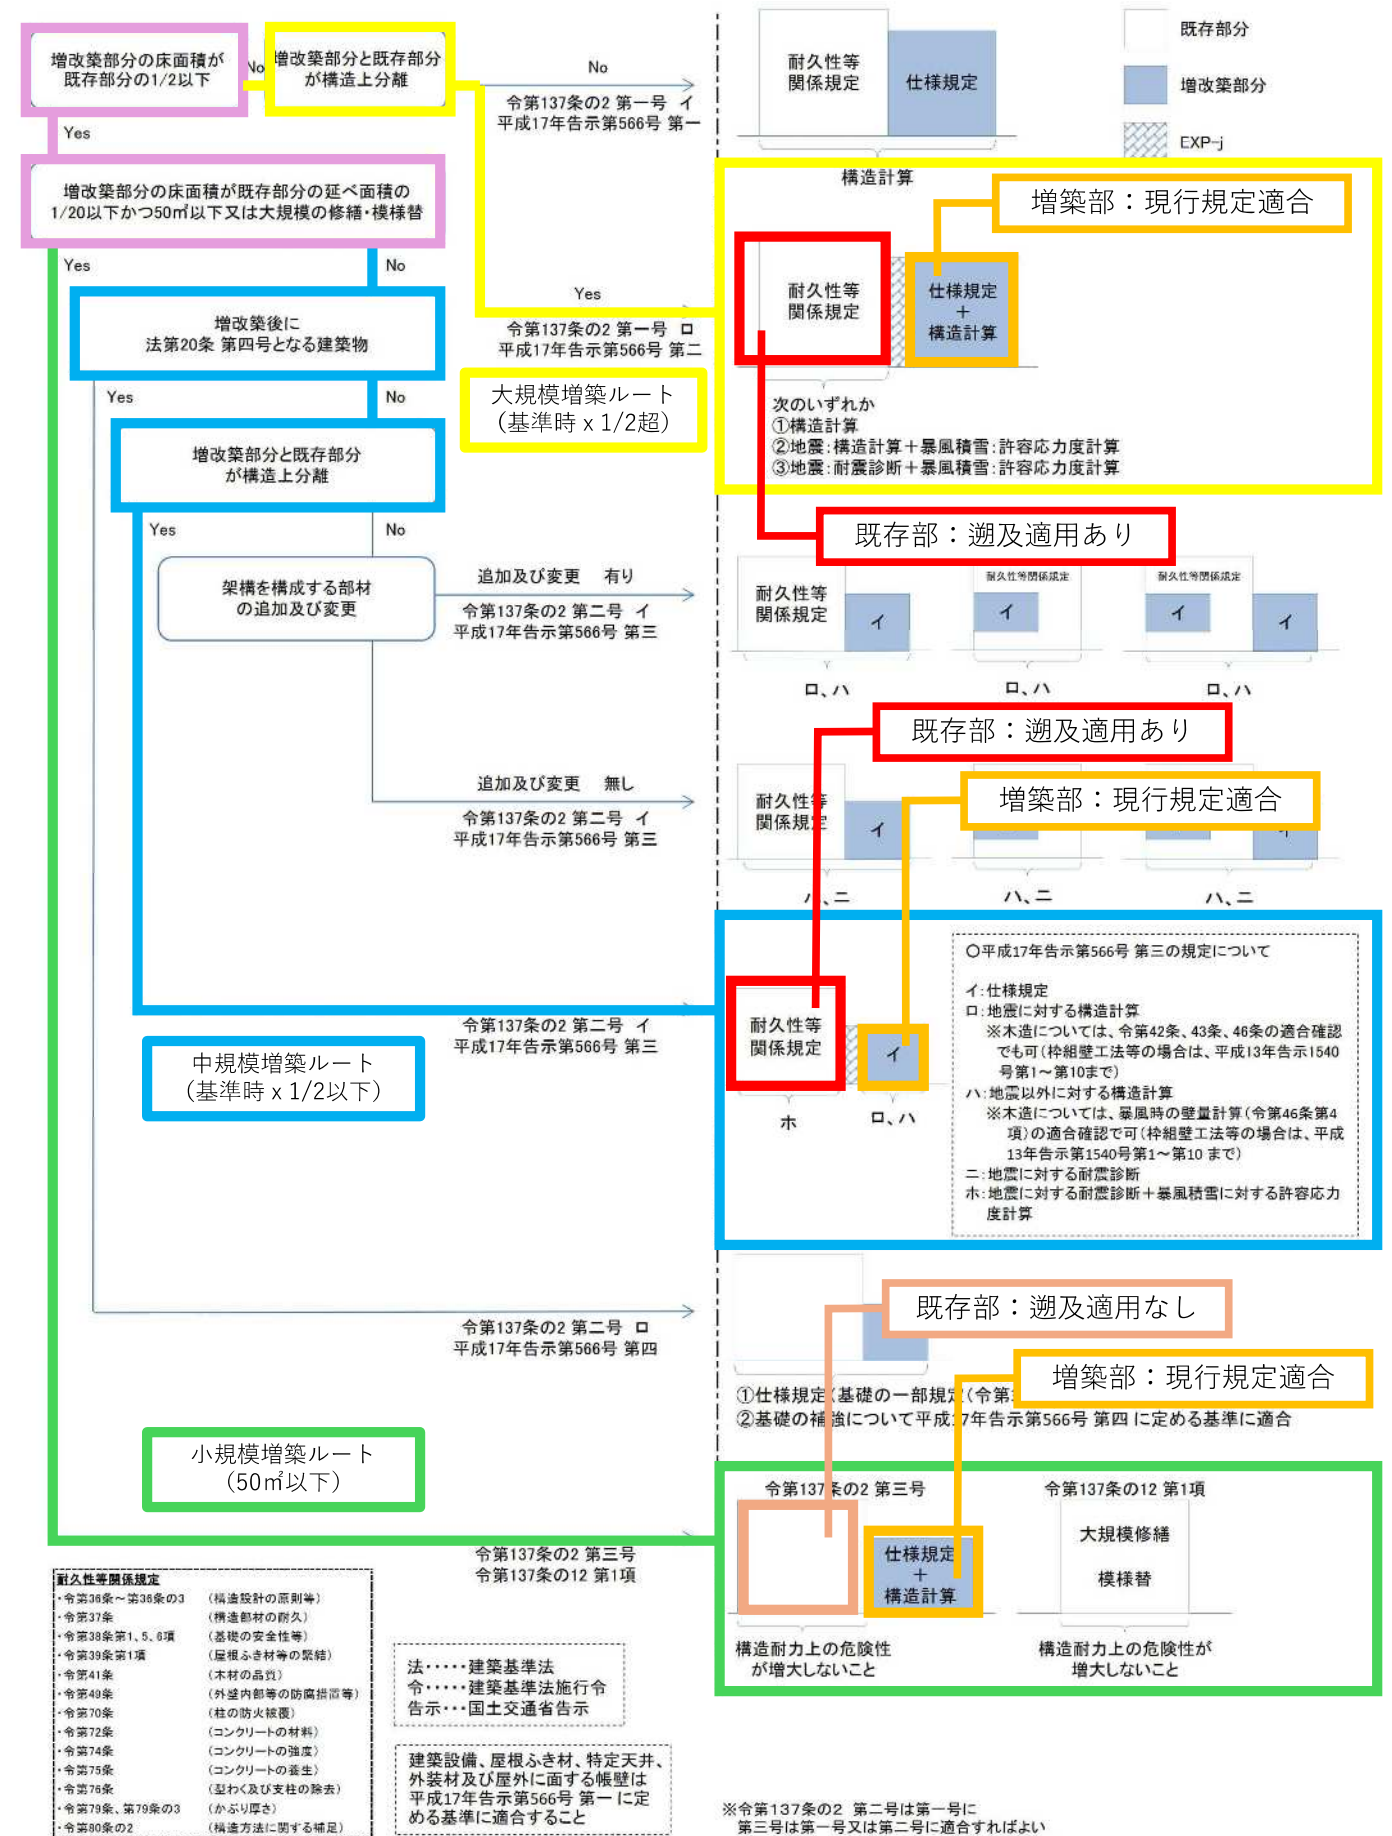 増改築部分の床面積が
既存部分の1/2以下
No
増改築部分と既存部分
が構造上分離
No
令第137条の2 第一号 イ
平成17年告示第566号 第一
耐久性等
関係規定
仕様規定
構造計算
既存部分
増改築部分
EXP-j
Yes
増改築部分の床面積が既存部分の延べ面積の
1/20以下かつ50㎡以下又は大規模の修繕・模様替
Yes
No
増改築後に
法第20条 第四号となる建築物
Yes
令第137条の2 第一号 ロ
平成17年告示第566号 第二
大規模増築ルート
(基準時 x 1/2超)
増築部：現行規定適合
耐久性等
関係規定
仕様規定
+
構造計算
次のいずれか
①構造計算
②地震:構造計算＋暴風積雪:許容応力度計算
③地震:耐震診断＋暴風積雪:許容応力度計算
既存部：遡及適用あり
Yes
No
増改築部分と既存部分
が構造上分離
Yes
No
架構を構成する部材
の追加及び変更
追加及び変更 有り
令第137条の2 第二号 イ
平成17年告示第566号 第三
耐久性等
関係規定
イ
ロ、ハ
耐久性等関係規定
イ
ロ、ハ
耐久性等関係規定
イ
イ
ロ、ハ
既存部：遡及適用あり
追加及び変更 無し
令第137条の2 第二号 イ
平成17年告示第566号 第三
増築部：現行規定適合
耐久性等
関係規定
イ
ハ、ニ
ハ、ニ
イ
ハ、ニ
令第137条の2 第二号 イ
平成17年告示第566号 第三
中規模増築ルート
(基準時 x 1/2以下)
耐久性等
関係規定
イ
ホ
ロ、ハ
○平成17年告示第566号 第三の規定について
イ:仕様規定
ロ:地震に対する構造計算
※木造については、令第42条、43条、46条の適合確認
でも可(枠組壁工法等の場合は、平成13年告示1540
号第1～第10まで)
ハ:地震以外に対する構造計算
※木造については、暴風時の壁量計算(令第46条第4
項)の適合確認で可(枠組壁工法等の場合は、平成
13年告示第1540号第1～第10 まで)
ニ:地震に対する耐震診断
ホ:地震に対する耐震診断＋暴風積雪に対する許容応力
度計算
令第137条の2 第二号 ロ
平成17年告示第566号 第四
既存部：遡及適用なし
増築部：現行規定適合
①仕様規定(基礎の一部規定(令第
②基礎の補強について平成17年告示第566号 第四 に定める基準に適合
小規模増築ルート
(50㎡以下)
令第137条の2 第三号
令第137条の12 第1項
令第137条の2 第三号
仕様規定
+
構造計算
構造耐力上の危険性
が増大しないこと
令第137条の12 第1項
大規模修繕
模様替
構造耐力上の危険性が
増大しないこと
耐久性等関係規定
・令第36条～第36条の3 (構造設計の原則等)
・令第37条 (構造部材の耐久)
・令第38条第1、5、6項 (基礎の安全性等)
・令第39条第1項 (屋根ふき材等の緊結)
・令第41条 (木材の品質)
・令第49条 (外壁内部等の防腐措置等)
・令第70条 (柱の防火被覆)
・令第72条 (コンクリートの材料)
・令第74条 (コンクリートの強度)
・令第75条 (コンクリートの養生)
・令第76条 (型わく及び支柱の除去)
・令第79条、第79条の3 (かぶり厚さ)
・令第80条の2 (構造方法に関する補足)
法・・・・・建築基準法
令・・・・・建築基準法施行令
告示・・・国土交通省告示
建築設備、屋根ふき材、特定天井、
外装材及び屋外に面する帳壁は
平成17年告示第566号 第一 に定
める基準に適合すること
※令第137条の2 第二号は第一号に
第三号は第一号又は第二号に適合すればよい